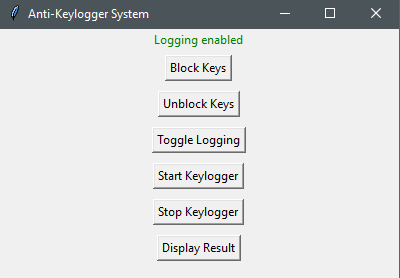 Anti-Keylogger System
Logging enabled
Block Keys
Unblock Keys
Toggle Logging
Start Keylogger
Stop Keylogger
Display Result